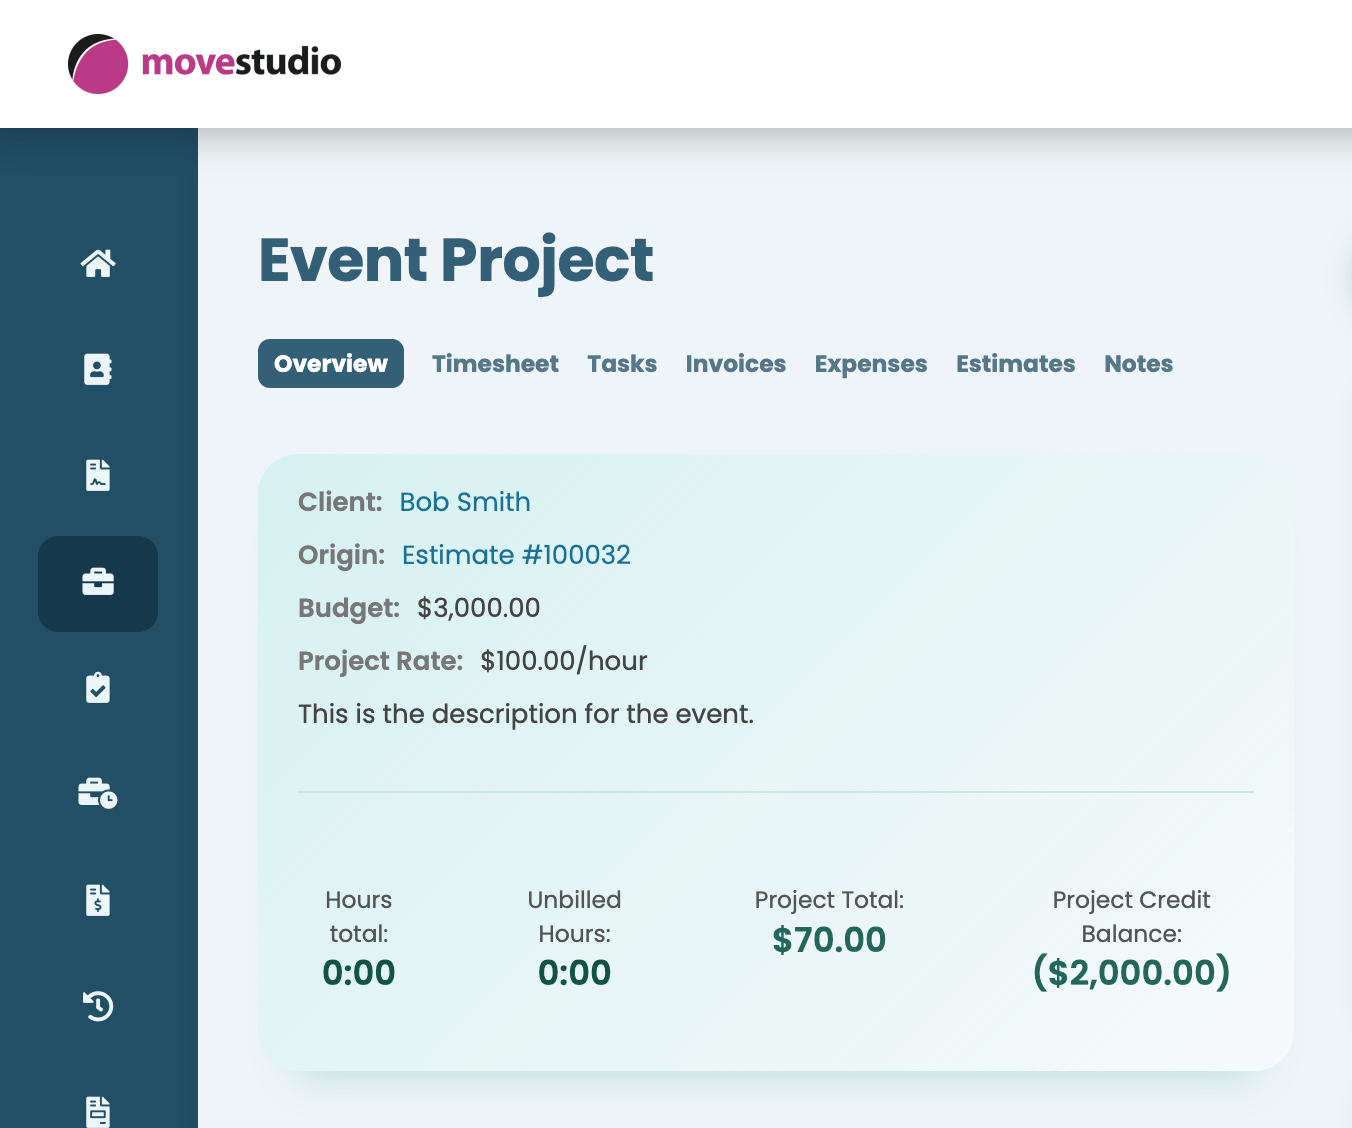 movestudio
Event Project
Overview Timesheet Tasks Invoices Expenses Estimates Notes
Client: Bob Smith
Origin: Estimate #100032
Budget: $3,000.00
Project Rate: $100.00/hour
This is the description for the event.
Hours
total:
0:00
Unbilled
Hours:
0:00
Project Total:
$70.00
Project Credit
Balance:
($2,000.00)